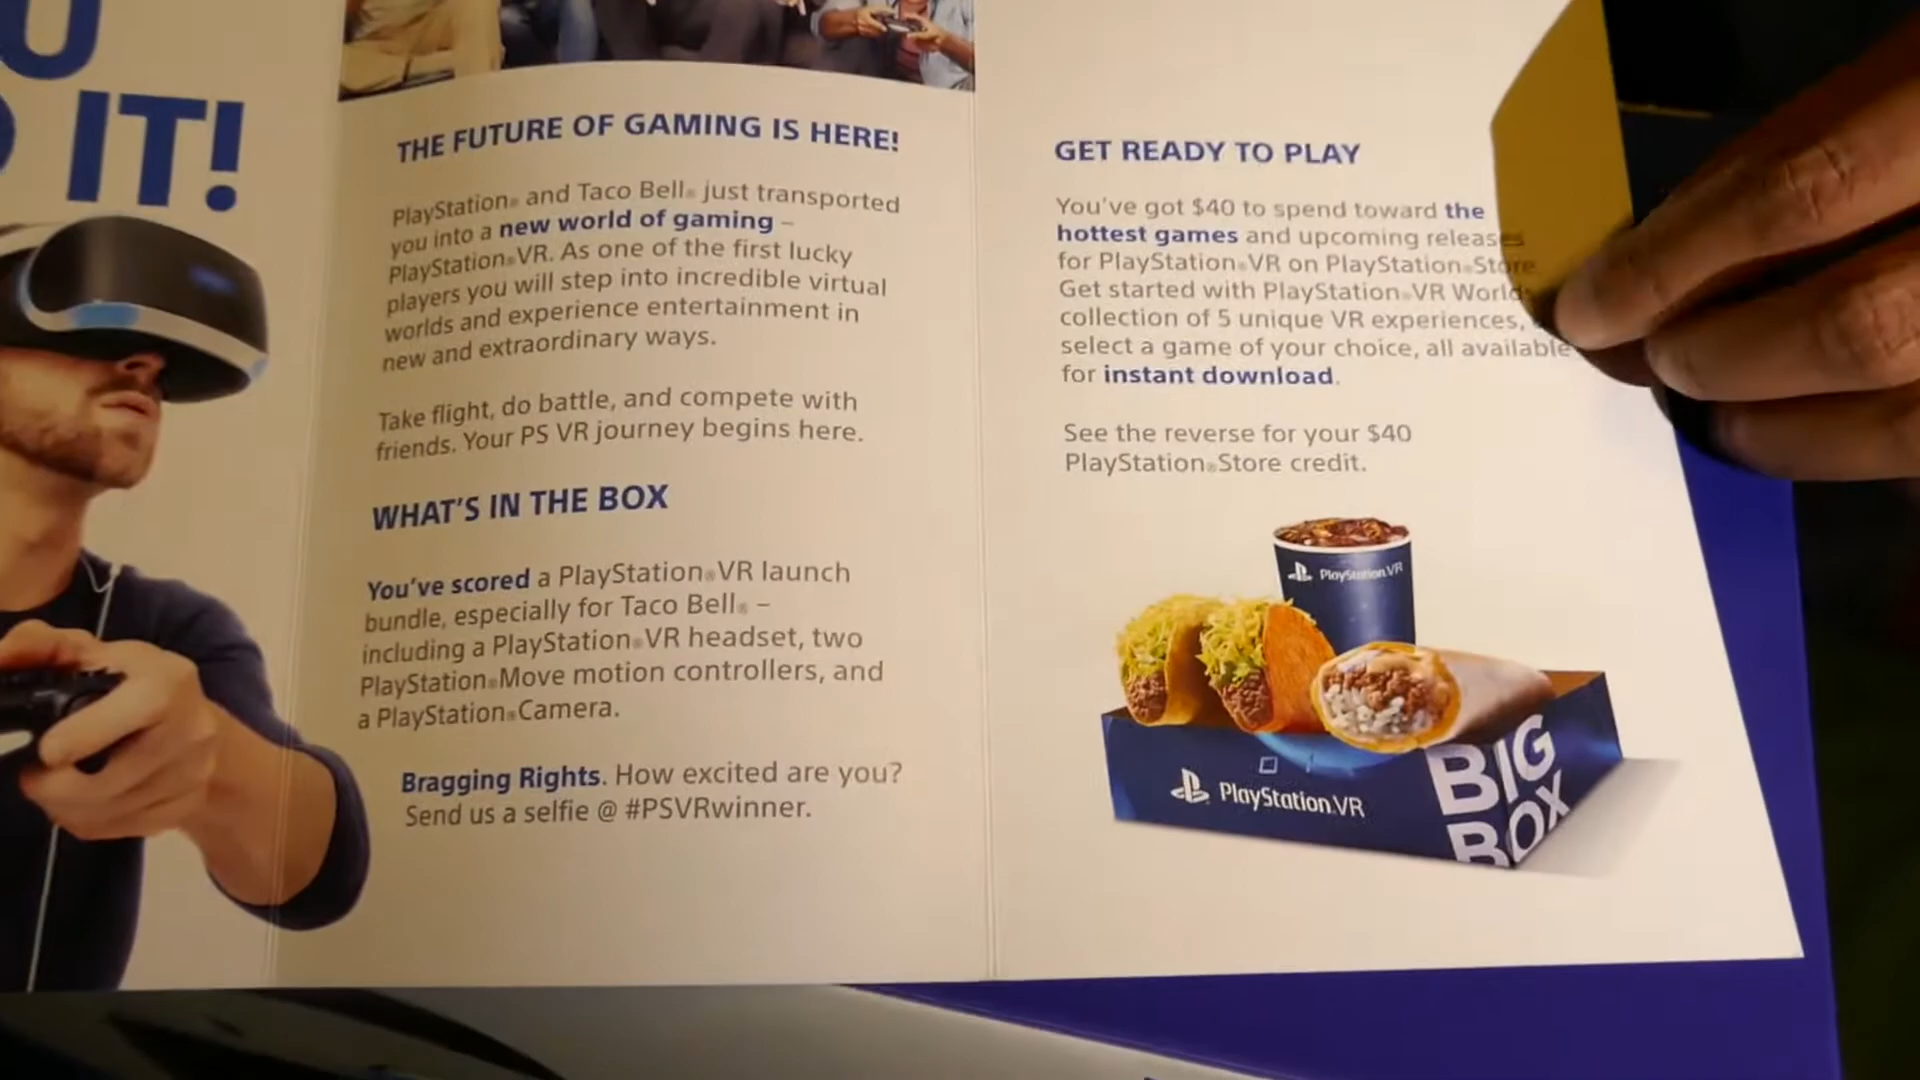 U
IT!
THE FUTURE OF GAMING IS HERE!
PlayStation® and Taco Bell® just transported
you into a new world of gaming –
PlayStation®VR. As one of the first lucky
players you will step into incredible virtual
worlds and experience entertainment in
new and extraordinary ways.
Take flight, do battle, and compete with
friends. Your PS VR journey begins here.
WHAT'S IN THE BOX
You've scored a PlayStation®VR launch
bundle, especially for Taco Bell® –
including a PlayStation®VR headset, two
PlayStation®Move motion controllers, and
a PlayStation®Camera.
Bragging Rights. How excited are you?
Send us a selfie @ #PSVRwinner.
GET READY TO PLAY
You've got $40 to spend toward the
hottest games and upcoming releases
for PlayStation®VR on PlayStation®Store.
Get started with PlayStation®VR Worlds
collection of 5 unique VR experiences,
select a game of your choice, all available
for instant download.
See the reverse for your $40
PlayStation®Store credit.
PlayStation VR
PlayStation VR
BIG
BOX